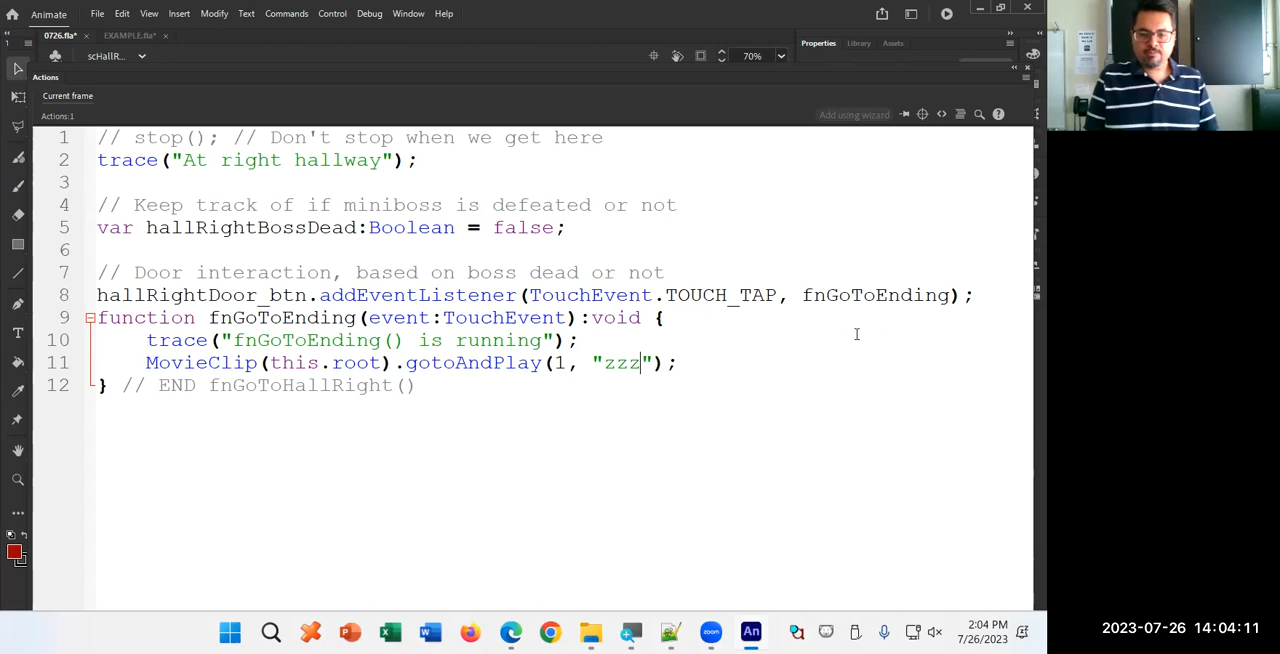 Animate File Edit View Insert Modify Text Commands Control Debug Window Help
0726.fla* × EXAMPLE.fla* ×
scHallR... 70%
Properties Library Assets
Actions
Current frame
Actions:1
Add using wizard
1 // stop(); // Don't stop when we get here
2 trace("At right hallway");
3
4 // Keep track of if miniboss is defeated or not
5 var hallRightBossDead:Boolean = false;
6
7 // Door interaction, based on boss dead or not
8 hallRightDoor_btn.addEventListener(TouchEvent.TOUCH_TAP, fnGoToEnding);
9 function fnGoToEnding(event:TouchEvent):void {
10 trace("fnGoToEnding() is running");
11 MovieClip(this.root).gotoAndPlay(1, "zzz");
12 } // END fnGoToHallRight()
zoom
An
2:04 PM
7/26/2023
2023-07-26 14:04:11